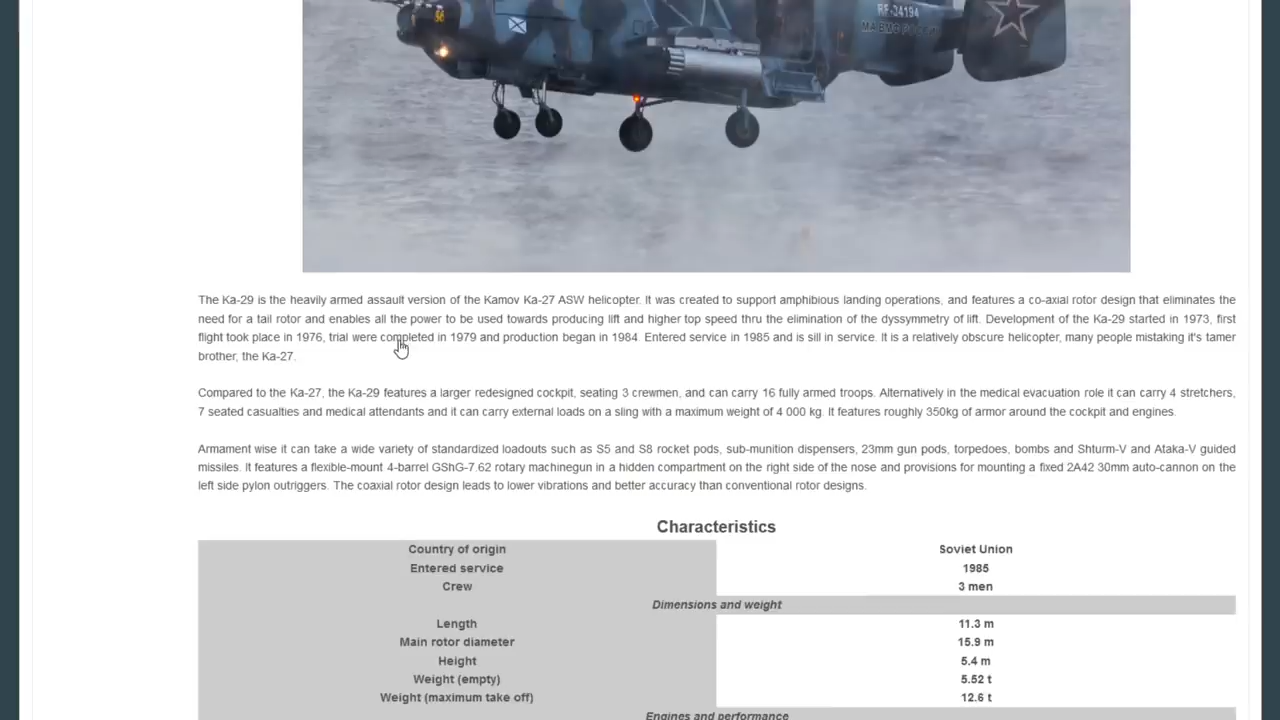 56
RF-34194
МА ВМФ РОССИИ
The Ka-29 is the heavily armed assault version of the Kamov Ka-27 ASW helicopter. It was created to support amphibious landing operations, and features a co-axial rotor design that eliminates the
need for a tail rotor and enables all the power to be used towards producing lift and higher top speed thru the elimination of the dyssymetry of lift. Development of the Ka-29 started in 1973, first
flight took place in 1976, trial were completed in 1979 and production began in 1984. Entered service in 1985 and is sill in service. It is a relatively obscure helicopter, many people mistaking it's tamer
brother, the Ka-27.
Compared to the Ka-27, the Ka-29 features a larger redesigned cockpit, seating 3 crewmen, and can carry 16 fully armed troops. Alternatively in the medical evacuation role it can carry 4 stretchers,
7 seated casualties and medical attendants and it can carry external loads on a sling with a maximum weight of 4 000 kg. It features roughly 350kg of armor around the cockpit and engines.
Armament wise it can take a wide variety of standardized loadouts such as S5 and S8 rocket pods, sub-munition dispensers, 23mm gun pods, torpedoes, bombs and Shturm-V and Ataka-V guided
missiles. It features a flexible-mount 4-barrel GShG-7.62 rotary machinegun in a hidden compartment on the right side of the nose and provisions for mounting a fixed 2A42 30mm auto-cannon on the
left side pylon outriggers. The coaxial rotor design leads to lower vibrations and better accuracy than conventional rotor designs.
Characteristics
Country of origin Soviet Union
Entered service 1985
Crew 3 men
Dimensions and weight
Length 11.3 m
Main rotor diameter 15.9 m
Height 5.4 m
Weight (empty) 5.52 t
Weight (maximum take off) 12.6 t
Engines and performance